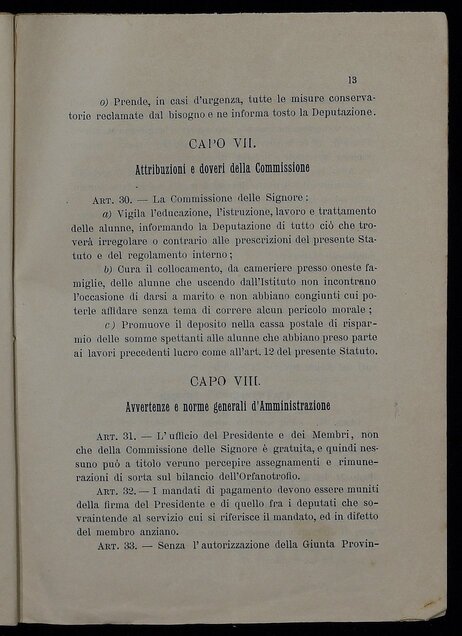 13
o) Prende, in casi d'urgenza, tutte le misure conserva-
torie reclamate dal bisogno e ne informa tosto la Deputazione.
CAPO VII.
Attribuzioni e doveri della Commissione
ART. 30. — La Commissione delle Signore:
a) Vigila l'educazione, l'istruzione, lavoro e trattamento
delle alunne, informando la Deputazione di tutto ciò che tro-
verà irregolare o contrario alle prescrizioni del presente Sta-
tuto e del regolamento interno;
b) Cura il collocamento, da cameriere presso oneste fa-
miglie, delle alunne che uscendo dall'Istituto non incontrano
l'occasione di darsi a marito e non abbiano congiunti cui po-
terle affidare senza tema di correre alcun pericolo morale;
c) Promuove il deposito nella cassa postale di rispar-
mio delle somme spettanti alle alunne che abbiano preso parte
ai lavori precedenti lucro come all'art. 12 del presente Statuto.
CAPO VIII.
Avvertenze e norme generali d'Amministrazione
ART. 31. — L'ufficio del Presidente e dei Membri, non
che della Commissione delle Signore è gratuita, e quindi nes-
suno può a titolo veruno percepire assegnamenti e rimune-
razioni di sorta sul bilancio dell'Orfanotrofio.
ART. 32. — I mandati di pagamento devono essere muniti
della firma del Presidente e di quello fra i deputati che so-
vraintende al servizio cui si riferisce il mandato, ed in difetto
del membro anziano.
ART. 33. — Senza l'autorizzazione della Giunta Provin-